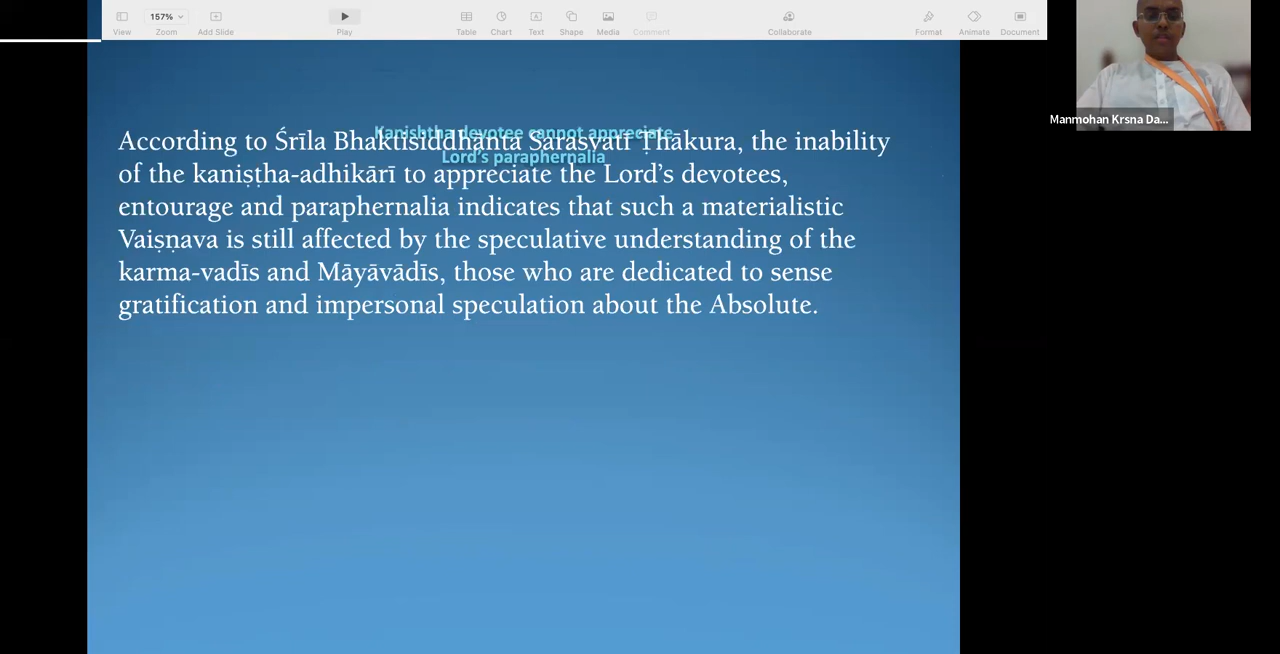 157%
View Zoom Add Slide Play Table Chart Text Shape Media Comment Collaborate Format Animate Document
Manmohan Krsna Da...
Kanishtha devotee cannot appreciate
Lord's paraphernalia
According to Śrīla Bhaktisiddhānta Sarasvatī Ṭhākura, the inability
of the kaniṣṭha-adhikārī to appreciate the Lord’s devotees,
entourage and paraphernalia indicates that such a materialistic
Vaiṣṇava is still affected by the speculative understanding of the
karma-vadīs and Māyāvādīs, those who are dedicated to sense
gratification and impersonal speculation about the Absolute.